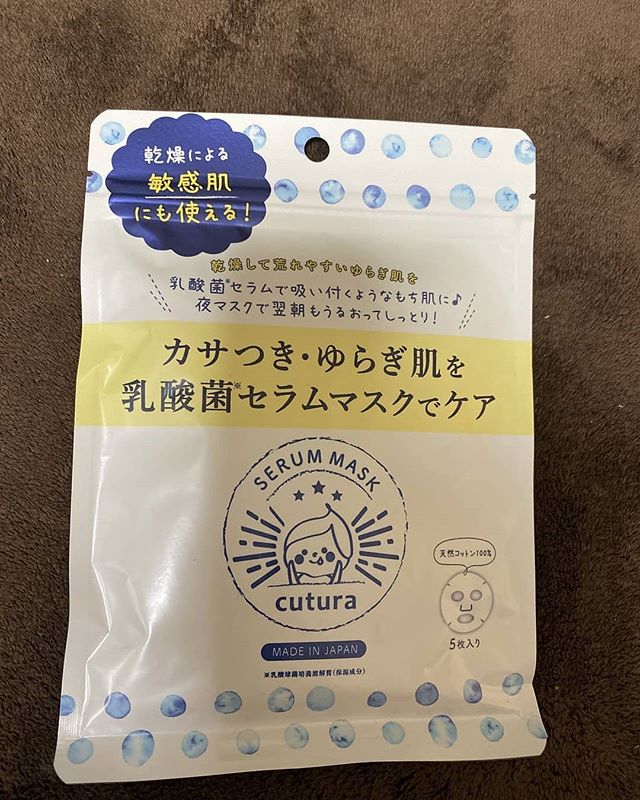 乾燥による
敏感肌
にも使える!
乾燥して荒れやすいゆらぎ肌を
乳酸菌※セラムで吸い付くようなもち肌に♪
夜マスクで翌朝もうるおってしっとり!
カサつき・ゆらぎ肌を
乳酸菌※セラムマスクでケア
SERUM MASK
cutura
天然コットン100%
5枚入り
MADE IN JAPAN
※乳酸球菌培養溶解質(保湿成分)